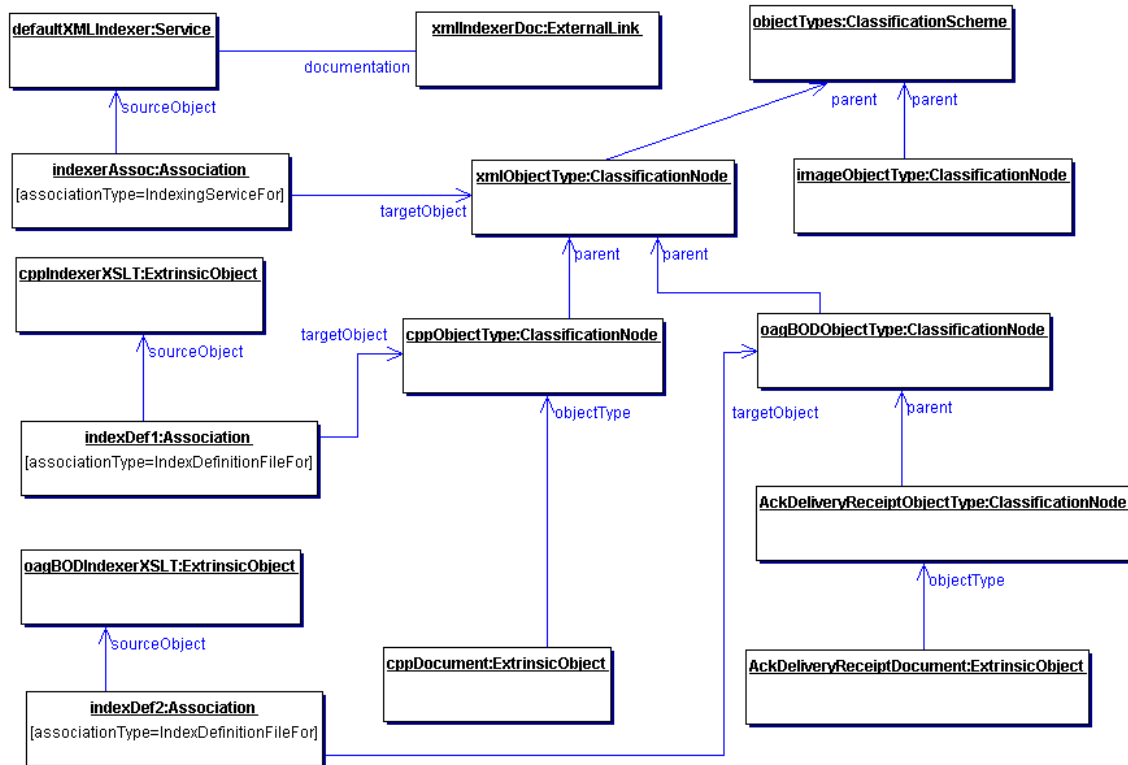 defaultXMLIndexer:Service
xmlIndexerDoc:ExternalLink
objectTypes:ClassificationScheme
documentation
sourceObject
parent
parent
indexerAssoc:Association
[associationType=IndexingServiceFor]
xmlObjectType:ClassificationNode
imageObjectType:ClassificationNode
targetObject
parent
parent
cppIndexerXSLT:ExtrinsicObject
cppObjectType:ClassificationNode
oagBODObjectType:ClassificationNode
targetObject
sourceObject
objectType
targetObject
parent
indexDef1:Association
[associationType=IndexDefinitionFileFor]
AckDeliveryReceiptObjectType:ClassificationNode
oagBODIndexerXSLT:ExtrinsicObject
objectType
sourceObject
cppDocument:ExtrinsicObject
AckDeliveryReceiptDocument:ExtrinsicObject
indexDef2:Association
[associationType=IndexDefinitionFileFor]